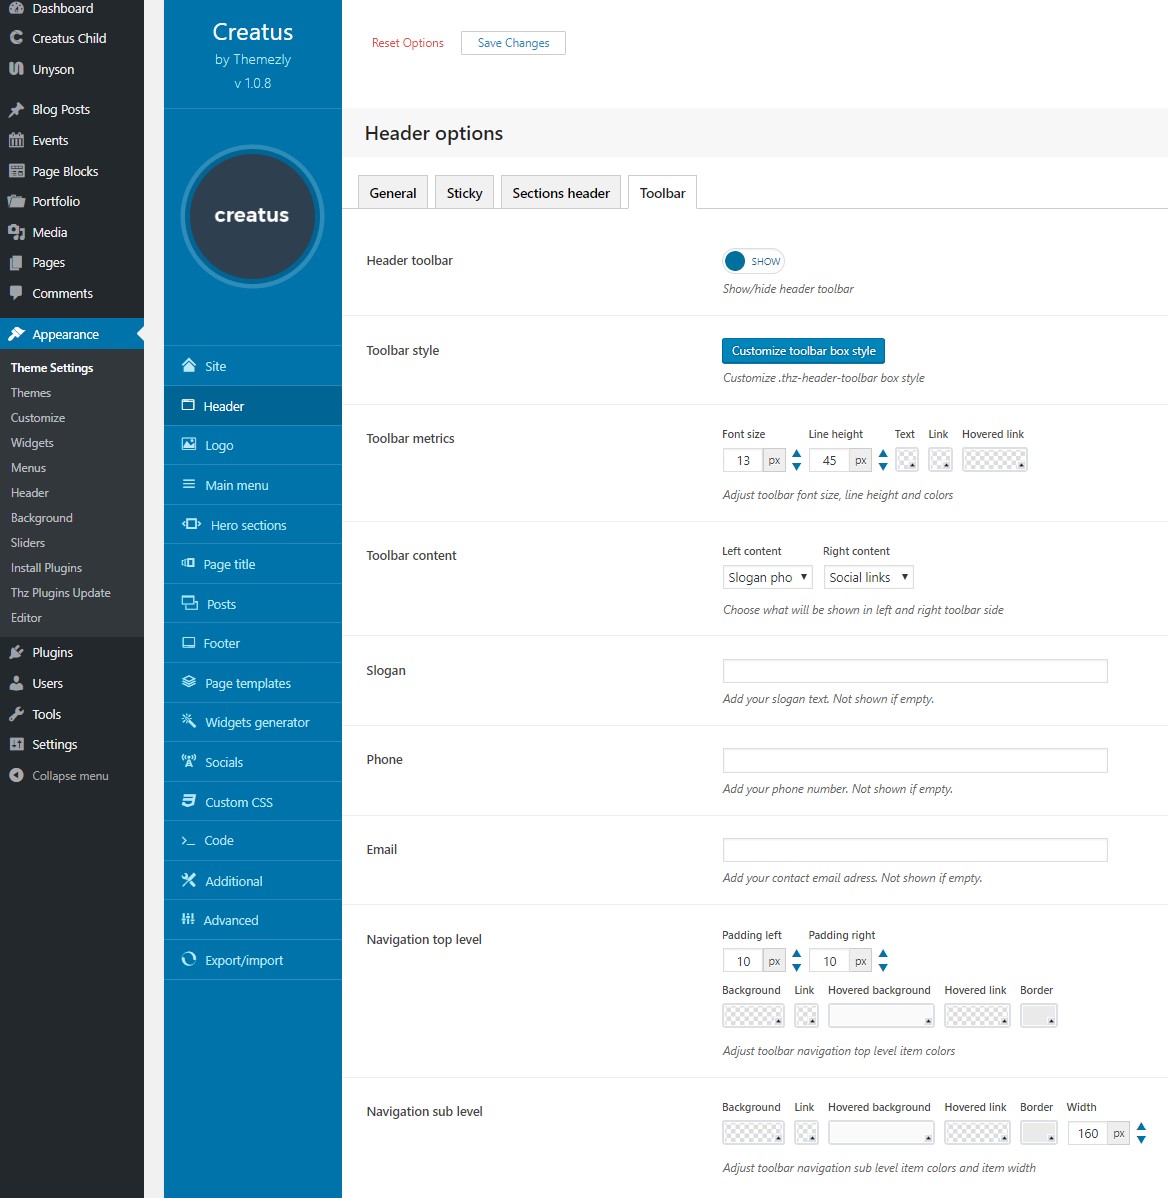 Dashboard
Creatus Child
Unyson
Blog Posts
Events
Page Blocks
Portfolio
Media
Pages
Comments
Appearance
Theme Settings
Themes
Customize
Widgets
Menus
Header
Background
Sliders
Install Plugins
Thz Plugins Update
Editor
Plugins
Users
Tools
Settings
Collapse menu
Creatus
by Themezly
v 1.0.8
creatus
Site
Header
Logo
Main menu
Hero sections
Page title
Posts
Footer
Page templates
Widgets generator
Socials
Custom CSS
Code
Additional
Advanced
Export/import
Reset Options Save Changes
Header options
General Sticky Sections header Toolbar
Header toolbar SHOW
Show/hide header toolbar
Toolbar style Customize toolbar box style
Customize .thz-header-toolbar box style
Toolbar metrics Font size Line height Text Link Hovered link
13 px 45 px
Adjust toolbar font size, line height and colors
Toolbar content Left content Right content
Slogan pho Social links
Choose what will be shown in left and right toolbar side
Slogan
Add your slogan text. Not shown if empty.
Phone
Add your phone number. Not shown if empty.
Email
Add your contact email adress. Not shown if empty.
Navigation top level Padding left Padding right
10 px 10 px
Background Link Hovered background Hovered link Border
Adjust toolbar navigation top level item colors
Navigation sub level Background Link Hovered background Hovered link Border Width
160 px
Adjust toolbar navigation sub level item colors and item width